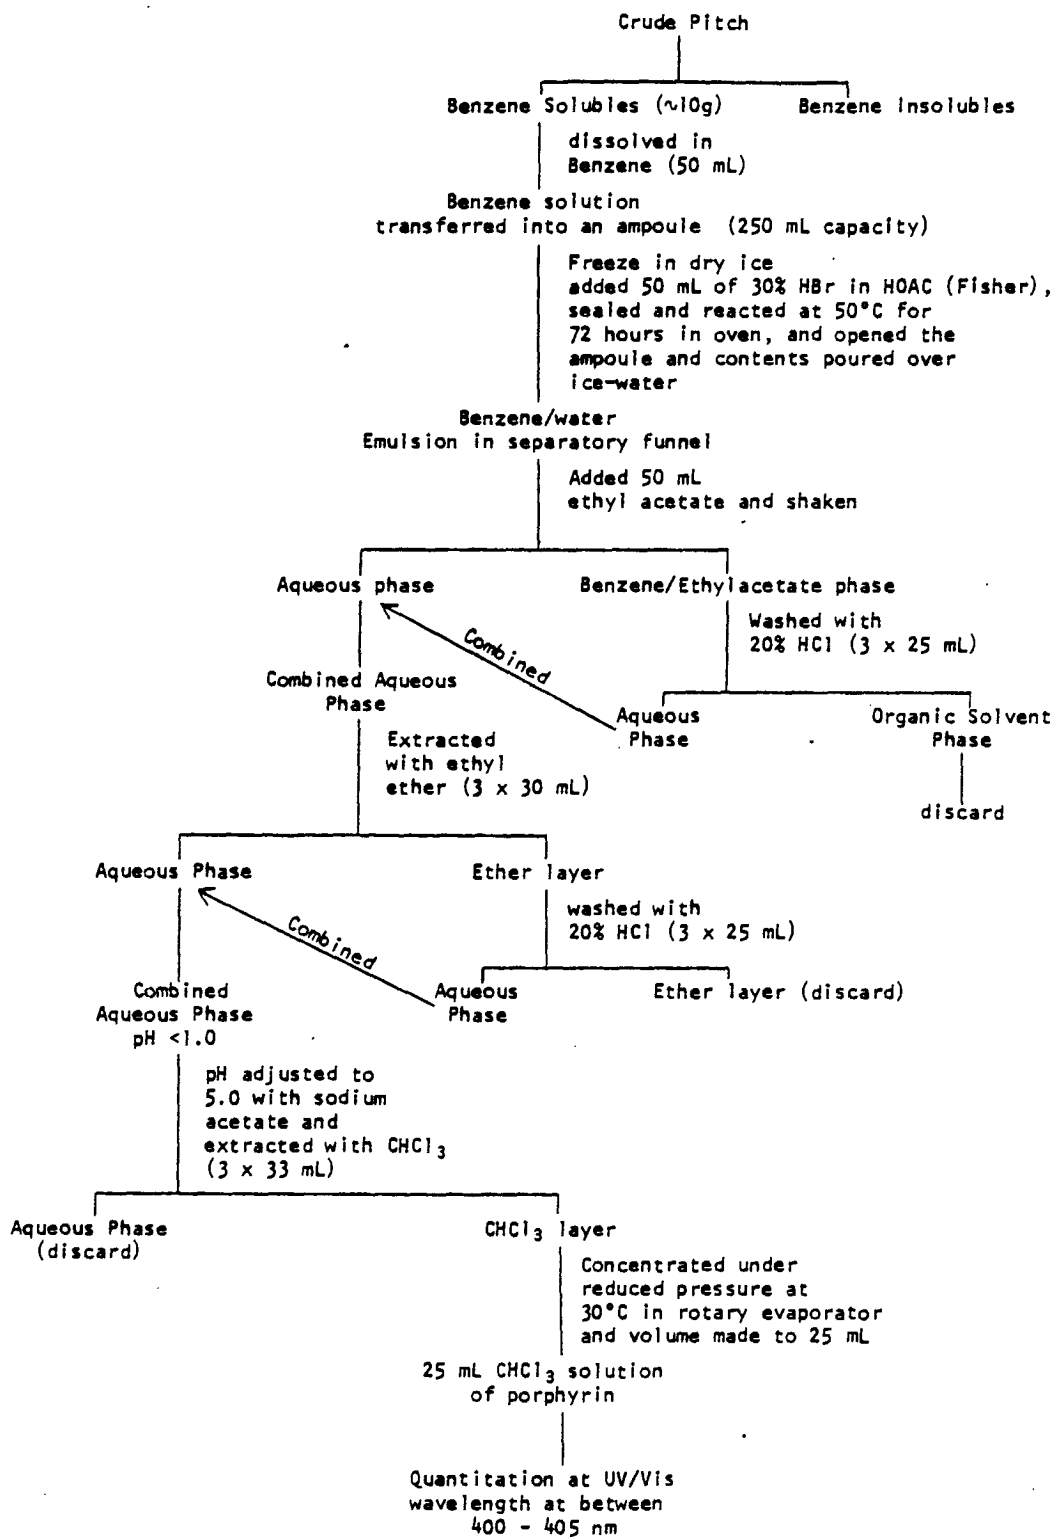 Crude Pitch
Benzene Solubles (~10g)
Benzene Insolubles
dissolved in
Benzene (50 mL)
Benzene solution
transferred into an ampoule (250 mL capacity)
Freeze in dry ice
added 50 mL of 30% HBr in HOAC (Fisher),
sealed and reacted at 50°C for
72 hours in oven, and opened the
ampoule and contents poured over
ice-water
Benzene/water
Emulsion in separatory funnel
Added 50 mL
ethyl acetate and shaken
Aqueous phase
Benzene/Ethylacetate phase
Washed with
20% HCl (3 x 25 mL)
Combined
Combined Aqueous
Phase
Aqueous
Phase
Organic Solvent
Phase
discard
Extracted
with ethyl
ether (3 x 30 mL)
Aqueous Phase
Ether layer
washed with
20% HCl (3 x 25 mL)
Combined
Aqueous
Phase
Ether layer (discard)
Combined
Aqueous Phase
pH <1.0
pH adjusted to
5.0 with sodium
acetate and
extracted with CHCl₃
(3 x 33 mL)
Aqueous Phase
(discard)
CHCl₃ layer
Concentrated under
reduced pressure at
30°C in rotary evaporator
and volume made to 25 mL
25 mL CHCl₃ solution
of porphyrin
Quantitation at UV/Vis
wavelength at between
400 - 405 nm